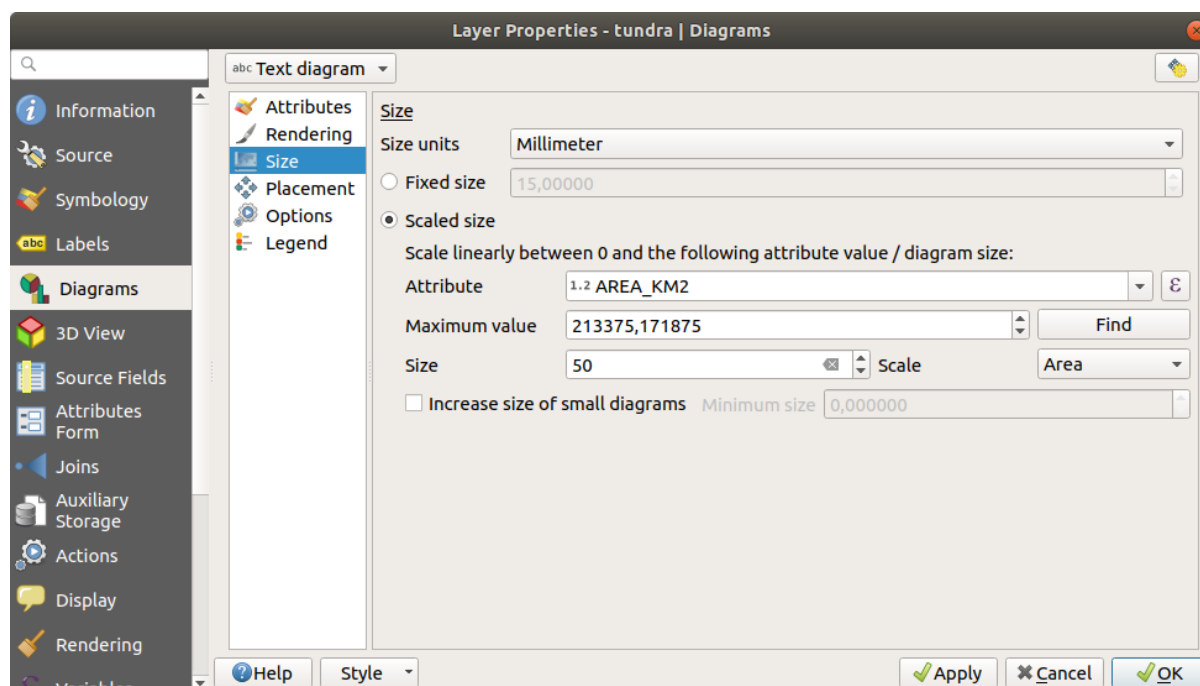 Layer Properties - tundra | Diagrams
abc Text diagram
Information
Source
Symbology
abc Labels
Diagrams
3D View
Source Fields
Attributes
Form
Joins
Auxiliary
Storage
Actions
Display
Rendering
Attributes
Rendering
Size
Placement
Options
Legend
Size
Size units Millimeter
Fixed size 15,00000
Scaled size
Scale linearly between 0 and the following attribute value / diagram size:
Attribute 1.2 AREA_KM2 ε
Maximum value 213375,171875 Find
Size 50 Scale Area
Increase size of small diagrams Minimum size 0,000000
Help Style Apply Cancel OK